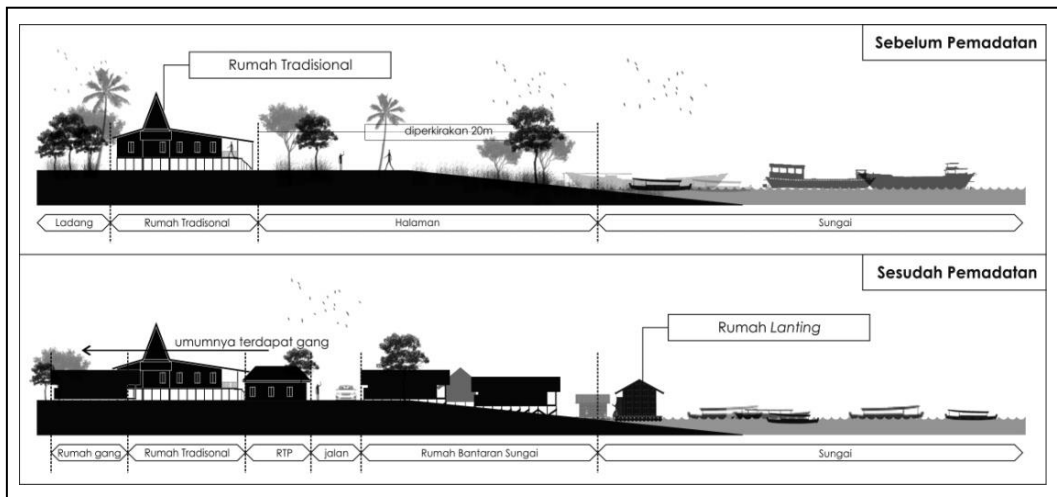 Sebelum Pemadatan
Rumah Tradisional
diperkirakan 20m
Ladang
Rumah Tradisonal
Halaman
Sungai
Sesudah Pemadatan
Rumah Lanting
umumnya terdapat gang
Rumah gang
Rumah Tradisonal
RTP
jalan
Rumah Bantaran Sungai
Sungai